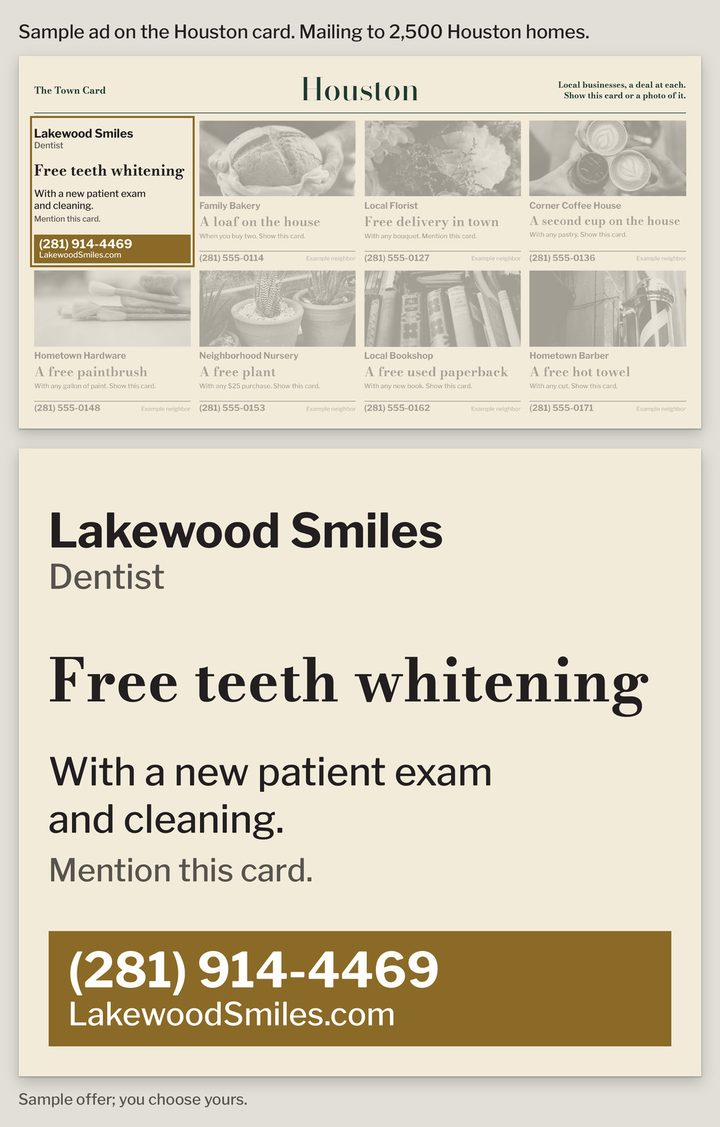 Sample ad on the Houston card. Mailing to 2,500 Houston homes.
The Town Card
Houston
Local businesses, a deal at each.
Show this card or a photo of it.
Lakewood Smiles
Dentist
Free teeth whitening
With a new patient exam
and cleaning.
Mention this card.
(281) 914-4469
LakewoodSmiles.com
Family Bakery
A loaf on the house
When you buy two. Show this card.
(281) 555-0114
Example neighbor
Local Florist
Free delivery in town
With any bouquet. Mention this card.
(281) 555-0127
Example neighbor
Corner Coffee House
A second cup on the house
With any pastry. Show this card.
(281) 555-0136
Example neighbor
Hometown Hardware
A free paintbrush
With any gallon of paint. Show this card.
(281) 555-0148
Example neighbor
Neighborhood Nursery
A free plant
With any $25 purchase. Show this card.
(281) 555-0153
Example neighbor
Local Bookshop
A free used paperback
With any new book. Show this card.
(281) 555-0162
Example neighbor
Hometown Barber
A free hot towel
With any cut. Show this card.
(281) 555-0171
Example neighbor
Lakewood Smiles
Dentist
Free teeth whitening
With a new patient exam
and cleaning.
Mention this card.
(281) 914-4469
LakewoodSmiles.com
Sample offer; you choose yours.